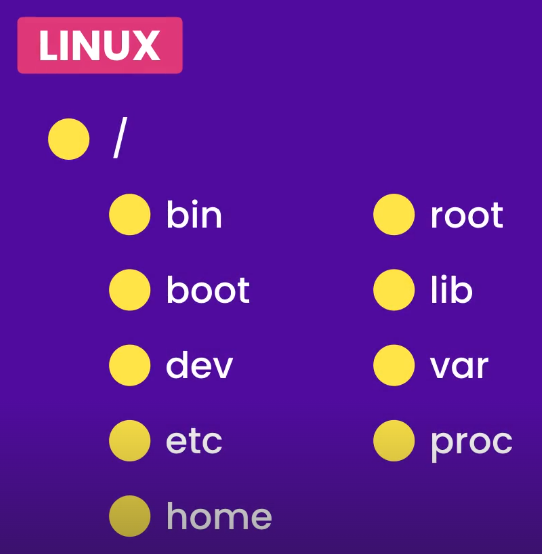 LINUX
/
bin
boot
dev
etc
home
root
lib
var
proc